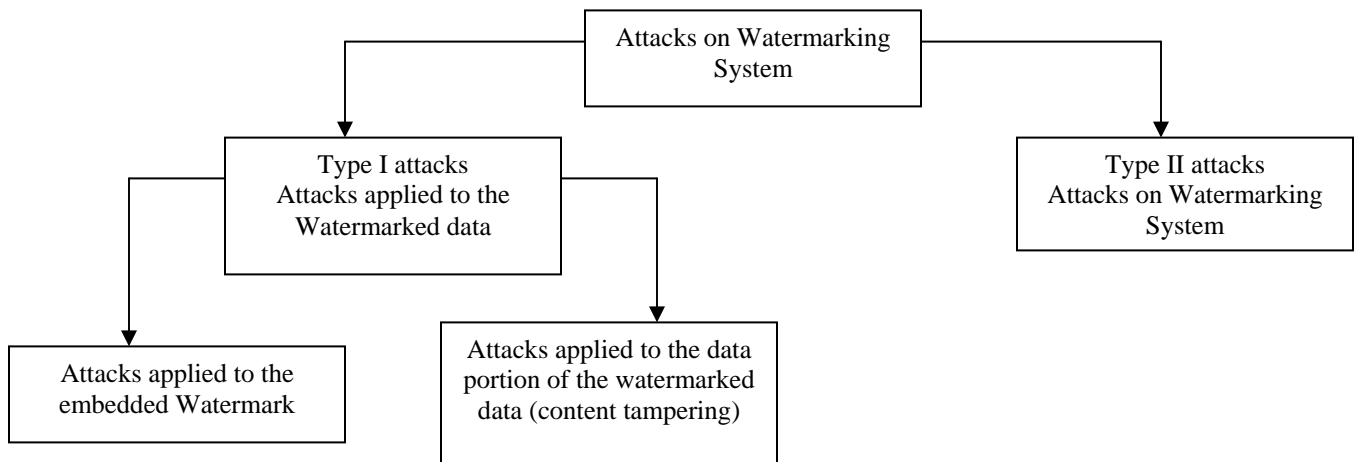 Attacks on Watermarking
System
Type I attacks
Attacks applied to the
Watermarked data
Type II attacks
Attacks on Watermarking
System
Attacks applied to the
embedded Watermark
Attacks applied to the data
portion of the watermarked
data (content tampering)